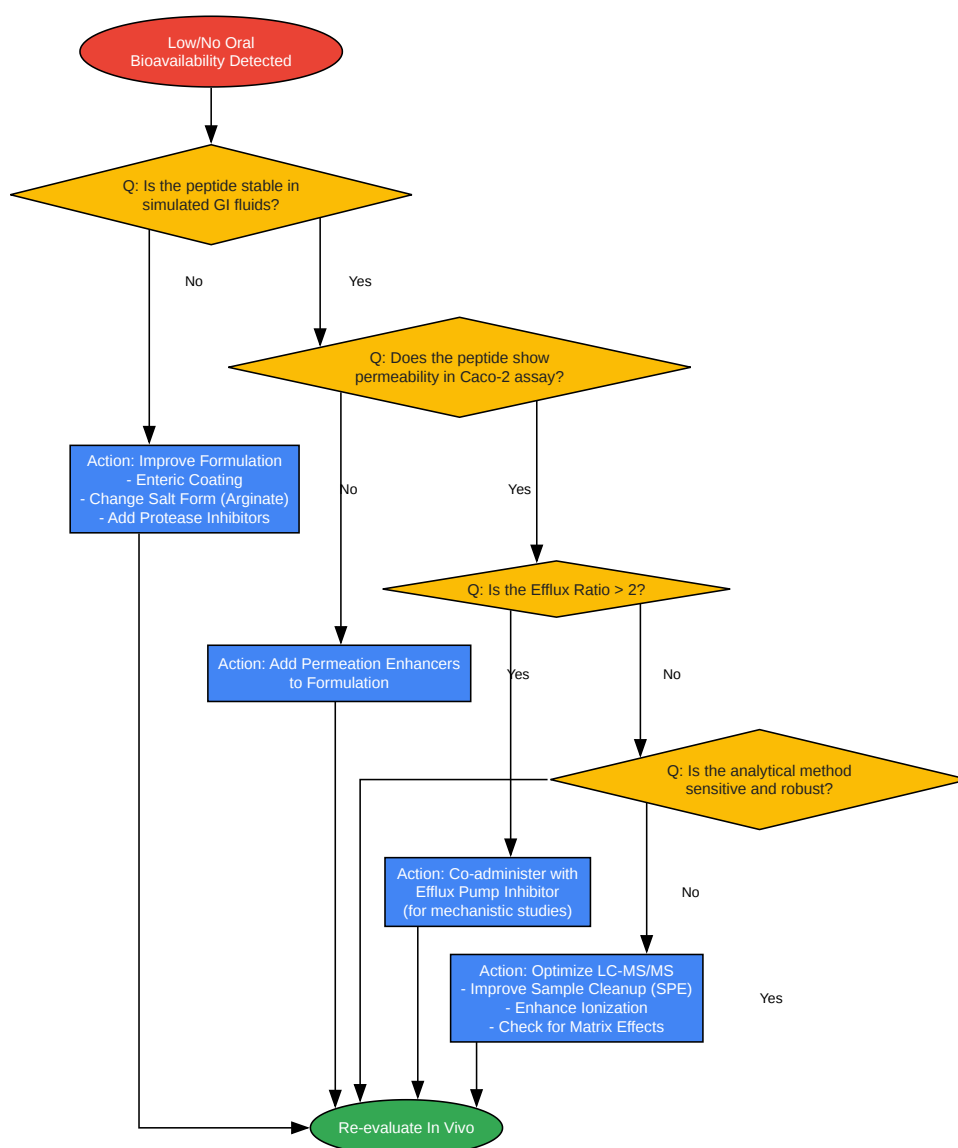 Low/No Oral
Bioavailability Detected
Q: Is the peptide stable in
simulated GI fluids?
No
Yes
Q: Does the peptide show
permeability in Caco-2 assay?
Action: Improve Formulation
- Enteric Coating
- Change Salt Form (Arginate)
- Add Protease Inhibitors
No
Yes
Q: Is the Efflux Ratio > 2?
Action: Add Permeation Enhancers
to Formulation
Yes
No
Q: Is the analytical method
sensitive and robust?
Action: Co-administer with
Efflux Pump Inhibitor
(for mechanistic studies)
No
Action: Optimize LC-MS/MS
- Improve Sample Cleanup (SPE)
- Enhance Ionization
- Check for Matrix Effects
Yes
Re-evaluate In Vivo